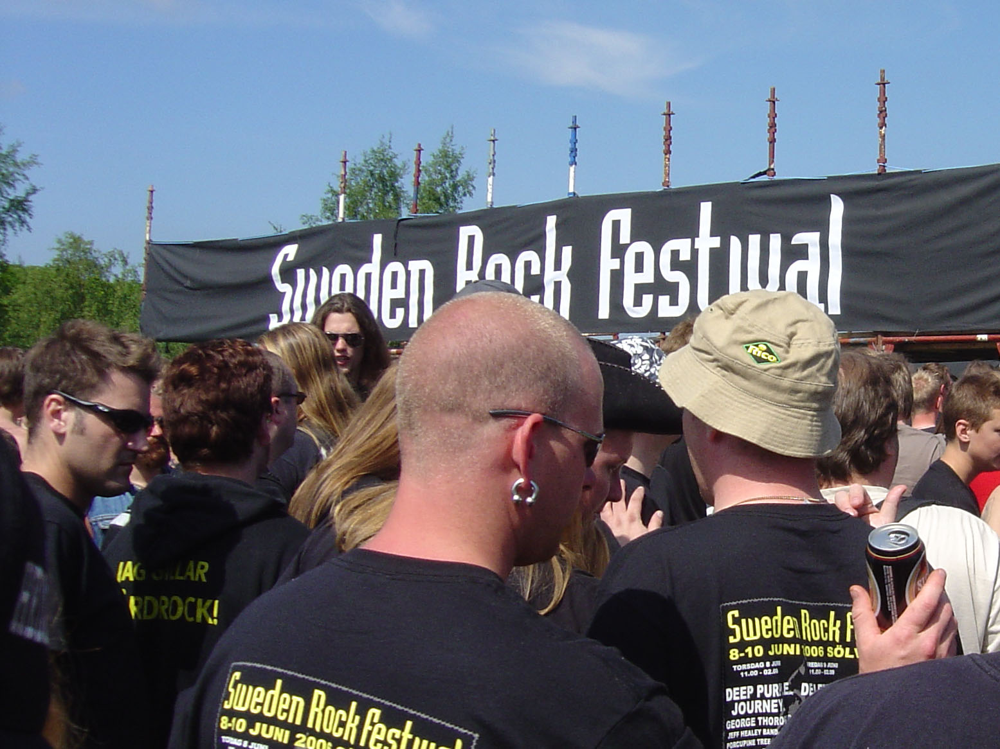 Sweden Rock Festival
Rico
JAG GILLAR
RDROCK!
Sweden Rock F
8-10 JUNI 2006 SÖLV
TORSDAG 8 JUNI
FREDAG 9 JUNI
11.00 - 02.00
11.00 - 02.00
DEEP PURPLE
DEF
JOURNEY
GEORGE THORO
JEFF HEALEY BAND
PORCUPINE TREE
Sweden Rock Festival
8-10 JUNI 2006
TORSDAG 8 JUNI